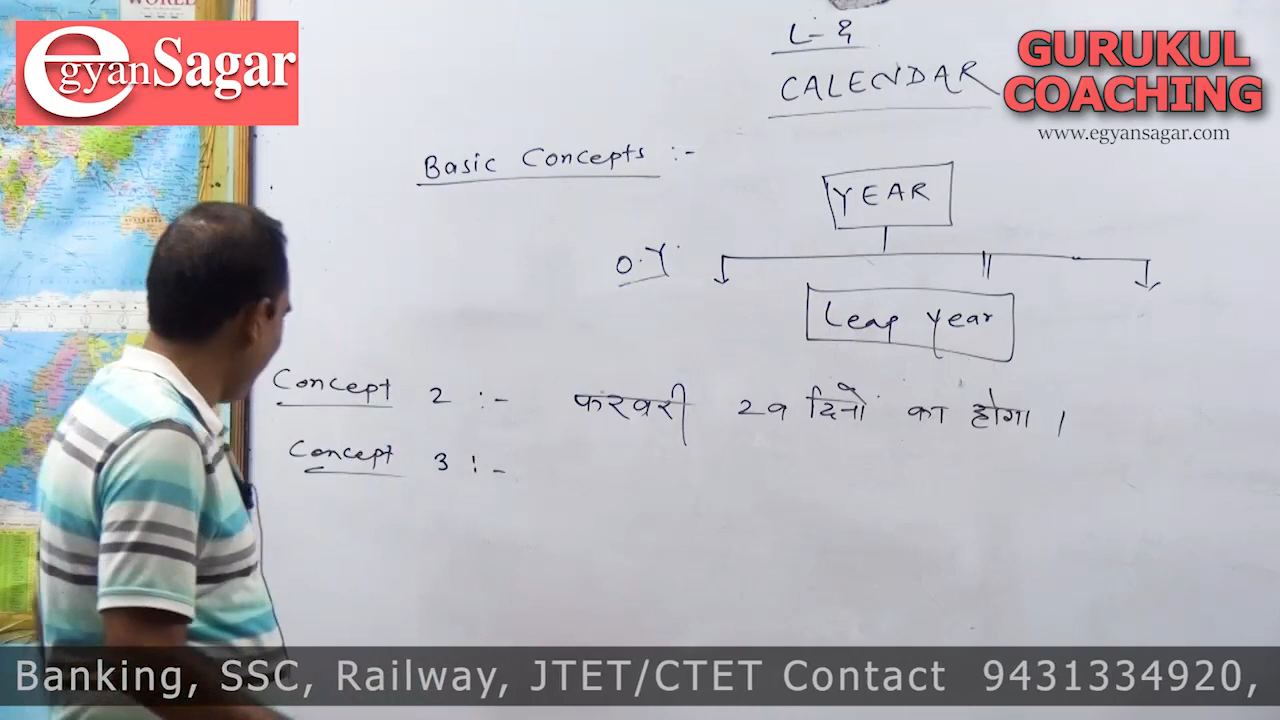 WORLD
egyanSagar
GURUKUL
COACHING
www.egyansagar.com
CALENDAR
Basic Concepts :-
YEAR
O.Y.
Leap Year
Concept 2 :- फरवरी 29 दिनों का होगा ।
Concept 3 :-
Banking, SSC, Railway, JTET/CTET Contact 9431334920,